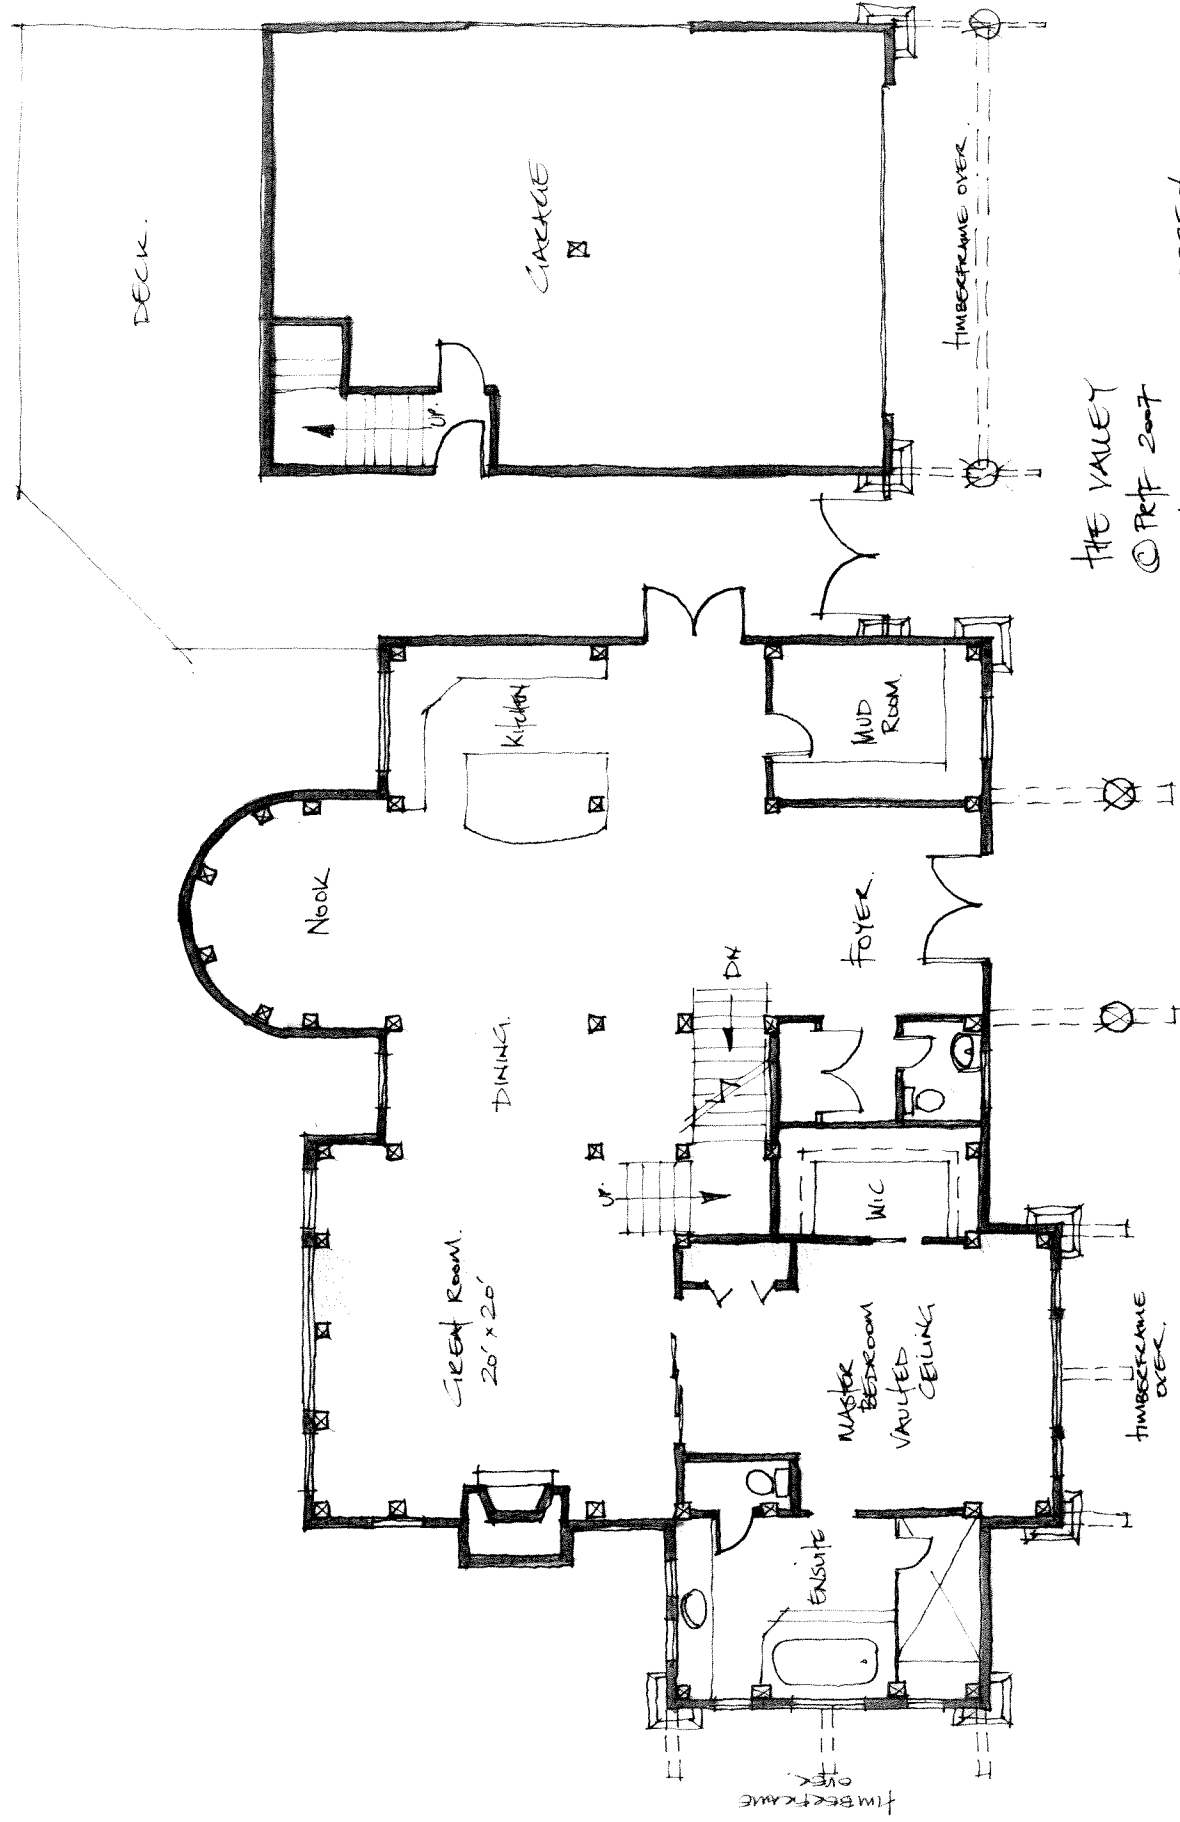 DECK.
GARAGE
UP.
TIMBERFRAME OVER.
THE VALLEY
© PRTF 2007
KITCHEN
MUD
ROOM.
NOOK
FOYER.
DN
DINING.
UP.
WIC
GREAT ROOM.
20' x 20'
MASTER
BEDROOM
VAULTED
CEILING
TIMBERFRAME
OVER.
ENSUITE
TIMBERFRAME
OVER.